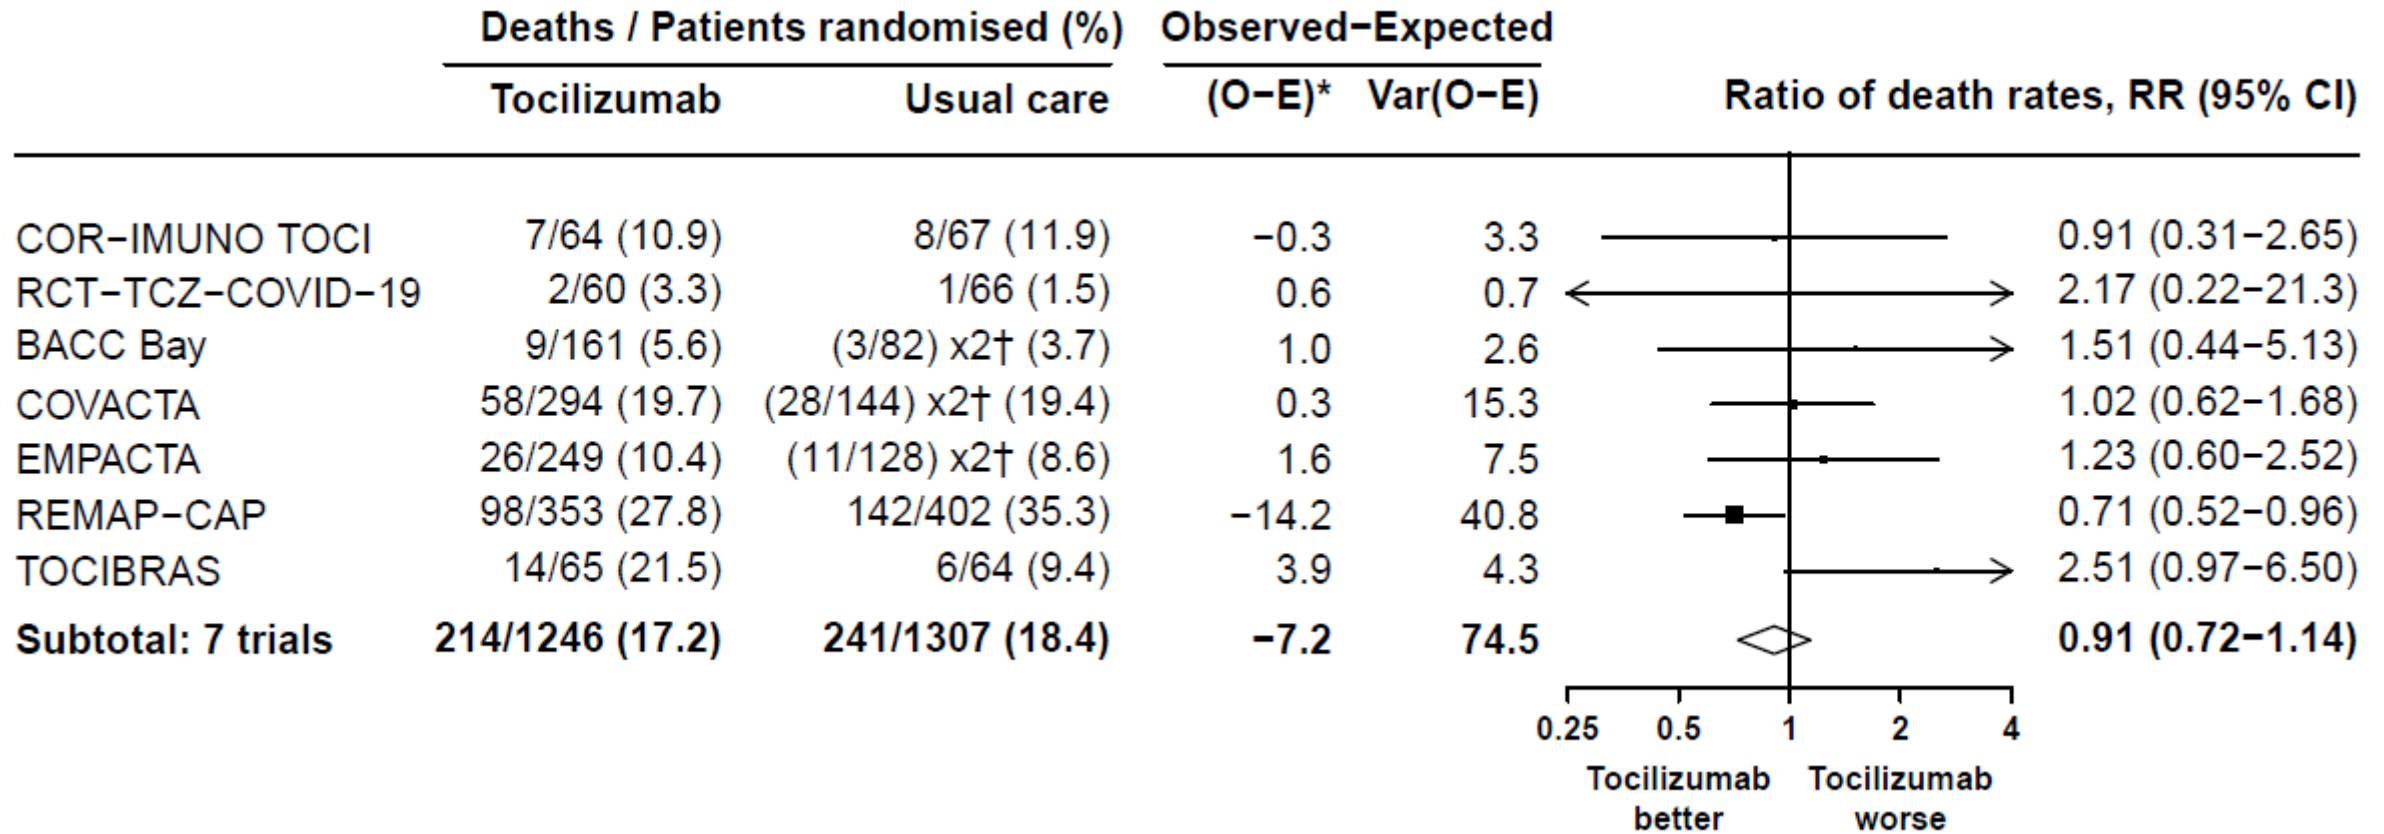 Deaths / Patients randomised (%) Observed−Expected
Tocilizumab Usual care (O−E)* Var(O−E) Ratio of death rates, RR (95% CI)
COR−IMUNO TOCI 7/64 (10.9) 8/67 (11.9) −0.3 3.3 0.91 (0.31−2.65)
RCT−TCZ−COVID−19 2/60 (3.3) 1/66 (1.5) 0.6 0.7 2.17 (0.22−21.3)
BACC Bay 9/161 (5.6) (3/82) x2† (3.7) 1.0 2.6 1.51 (0.44−5.13)
COVACTA 58/294 (19.7) (28/144) x2† (19.4) 0.3 15.3 1.02 (0.62−1.68)
EMPACTA 26/249 (10.4) (11/128) x2† (8.6) 1.6 7.5 1.23 (0.60−2.52)
REMAP−CAP 98/353 (27.8) 142/402 (35.3) −14.2 40.8 0.71 (0.52−0.96)
TOCIBRAS 14/65 (21.5) 6/64 (9.4) 3.9 4.3 2.51 (0.97−6.50)
Subtotal: 7 trials 214/1246 (17.2) 241/1307 (18.4) −7.2 74.5 0.91 (0.72−1.14)
0.25 0.5 1 2 4
Tocilizumab Tocilizumab
better worse